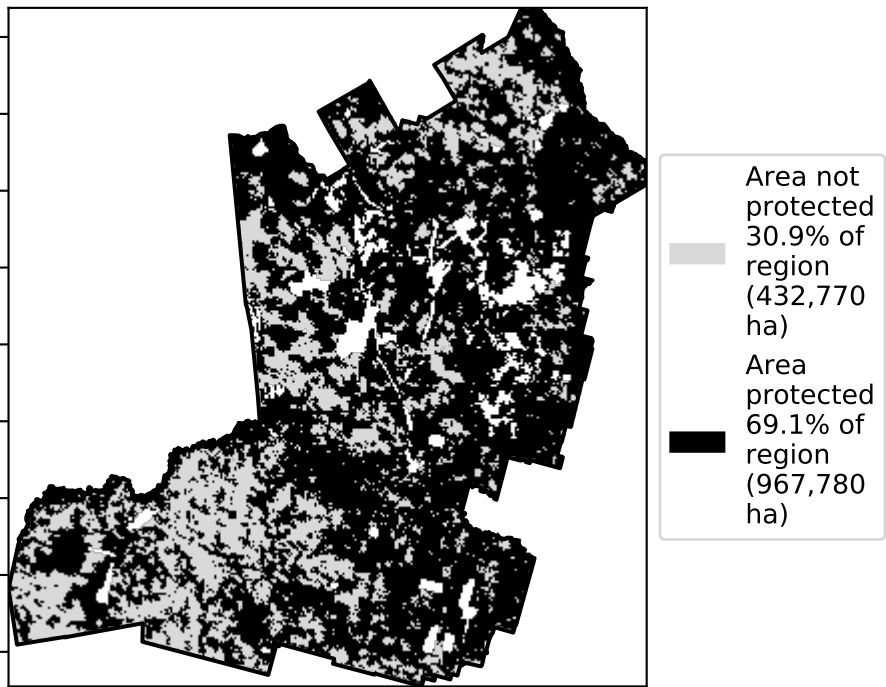 Area not
protected
30.9% of
region
(432,770
ha)
Area
protected
69.1% of
region
(967,780
ha)